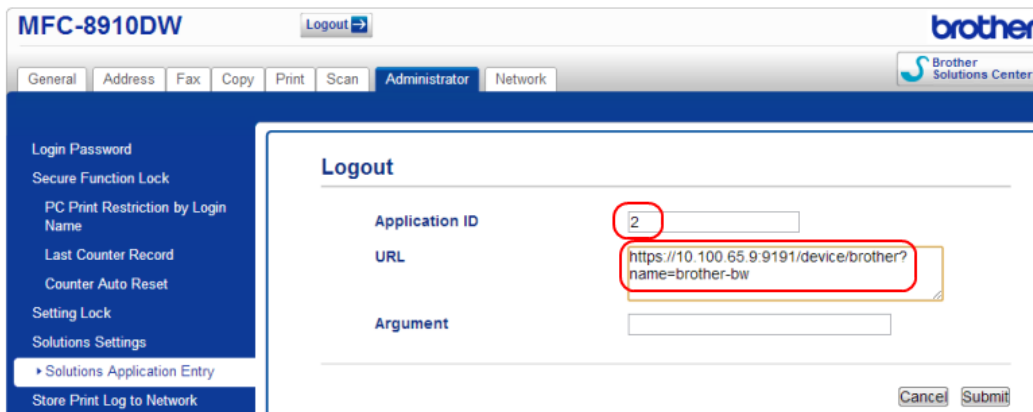 MFC-8910DW
Logout
brother
General Address Fax Copy Print Scan Administrator Network
Brother
Solutions Center
Login Password
Secure Function Lock
PC Print Restriction by Login
Name
Last Counter Record
Counter Auto Reset
Setting Lock
Solutions Settings
Solutions Application Entry
Store Print Log to Network
Logout
Application ID
2
URL
https://10.100.65.9:9191/device/brother?
name=brother-bw
Argument
Cancel Submit